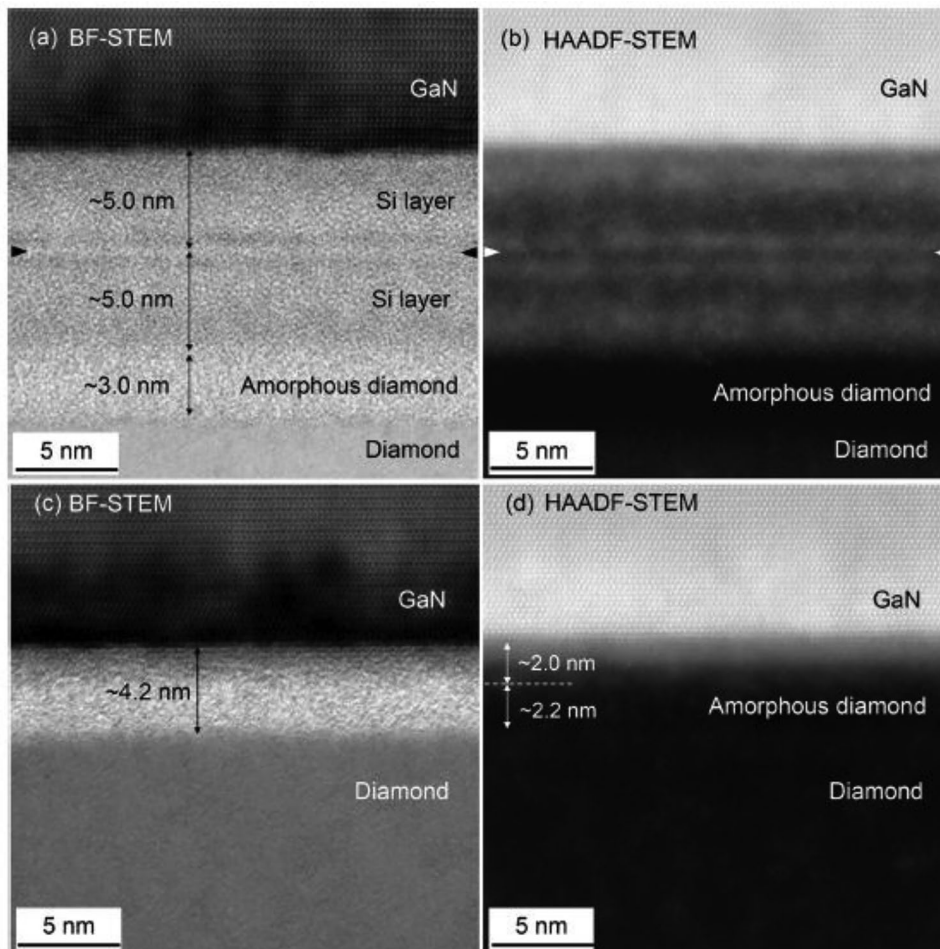 (a) BF-STEM
GaN
~5.0 nm
Si layer
~5.0 nm
Si layer
~3.0 nm
Amorphous diamond
5 nm
Diamond
(b) HAADF-STEM
GaN
Amorphous diamond
5 nm
Diamond
(c) BF-STEM
GaN
~4.2 nm
Diamond
5 nm
(d) HAADF-STEM
GaN
~2.0 nm
~2.2 nm
Amorphous diamond
Diamond
5 nm